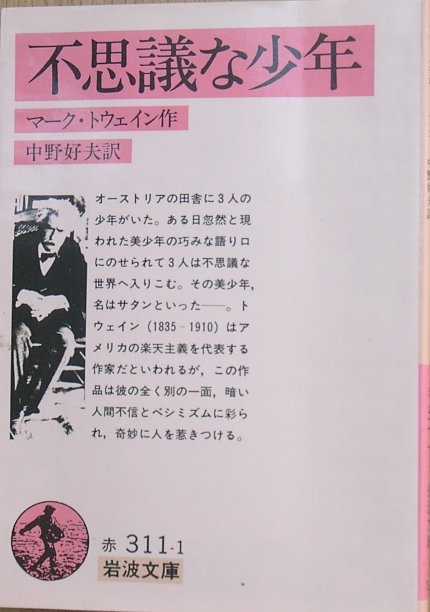 不思議な少年
マーク・トウェイン作
中野好夫訳
オーストリアの田舎に3人の
少年がいた。ある日忽然と現
われた美少年の巧みな語り口
にのせられて3人は不思議な
世界へ入りこむ。その美少年,
名はサタンといった──。ト
ウェイン (1835‐1910) はア
メリカの楽天主義を代表する
作家だといわれるが, この作
品は彼の全く別の一面, 暗い
人間不信とペシミズムに彩ら
れ, 奇妙に人を惹きつける。
赤 311-1
岩波文庫
中野好夫訳